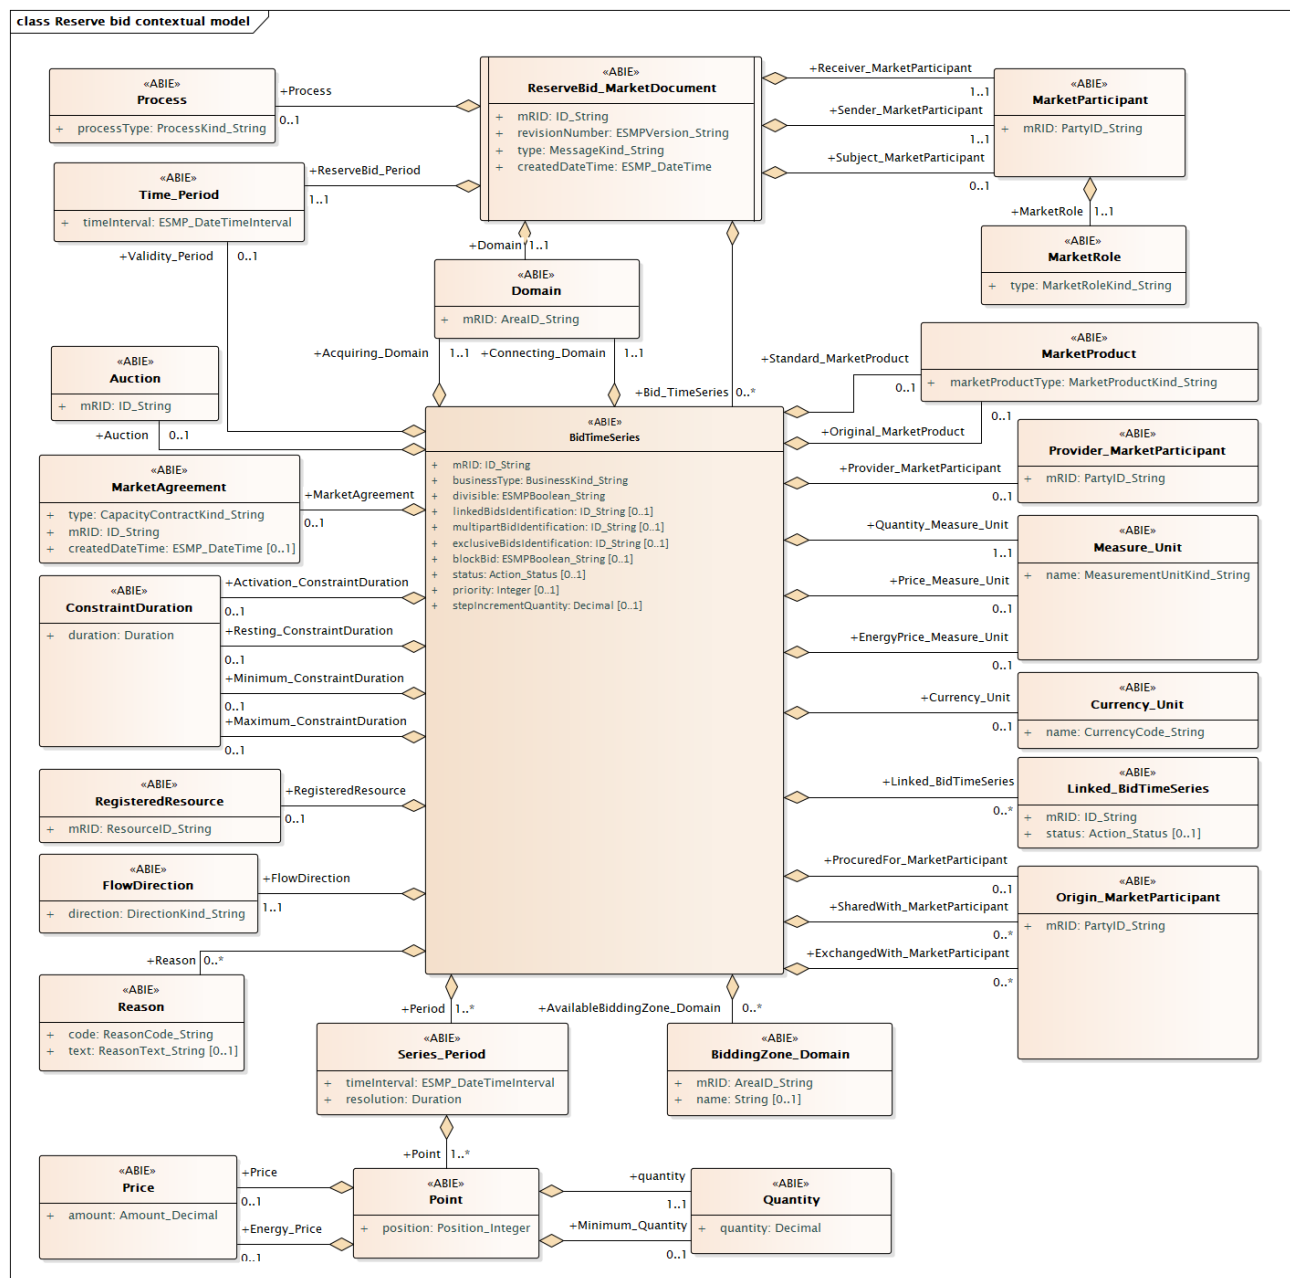 class Reserve bid contextual model
«ABIE»
Process
+ processType: ProcessKind_String
+Process
0..1
«ABIE»
ReserveBid_MarketDocument
+ mRID: ID_String
+ revisionNumber: ESMPVersion_String
+ type: MessageKind_String
+ createdDateTime: ESMP_DateTime
+Receiver_MarketParticipant
1..1
+Sender_MarketParticipant
1..1
+Subject_MarketParticipant
0..1
«ABIE»
MarketParticipant
+ mRID: PartyID_String
«ABIE»
Time_Period
+ timeInterval: ESMP_DateTimeInterval
+ReserveBid_Period
1..1
+Validity_Period
0..1
+MarketRole
1..1
«ABIE»
MarketRole
+ type: MarketRoleKind_String
+Domain
1..1
«ABIE»
Domain
+ mRID: AreaID_String
+Acquiring_Domain
1..1
+Connecting_Domain
1..1
+Bid_TimeSeries
0..*
«ABIE»
Auction
+ mRID: ID_String
+Auction
0..1
+Standard_MarketProduct
0..1
«ABIE»
MarketProduct
+ marketProductType: MarketProductKind_String
+Original_MarketProduct
0..1
«ABIE»
BidTimeSeries
+ mRID: ID_String
+ businessType: BusinessKind_String
+ divisible: ESMPBoolean_String
+ linkedBidsIdentification: ID_String [0..1]
+ multipartBidIdentification: ID_String [0..1]
+ exclusiveBidsIdentification: ID_String [0..1]
+ blockBid: ESMPBoolean_String [0..1]
+ status: Action_Status [0..1]
+ priority: Integer [0..1]
+ stepIncrementQuantity: Decimal [0..1]
«ABIE»
MarketAgreement
+ type: CapacityContractKind_String
+ mRID: ID_String
+ createdDateTime: ESMP_DateTime [0..1]
+MarketAgreement
0..1
+Provider_MarketParticipant
0..1
«ABIE»
Provider_MarketParticipant
+ mRID: PartyID_String
+Quantity_Measure_Unit
1..1
+Price_Measure_Unit
0..1
+EnergyPrice_Measure_Unit
0..1
«ABIE»
Measure_Unit
+ name: MeasurementUnitKind_String
«ABIE»
ConstraintDuration
+ duration: Duration
+Activation_ConstraintDuration
0..1
+Resting_ConstraintDuration
0..1
+Minimum_ConstraintDuration
0..1
+Maximum_ConstraintDuration
0..1
+Currency_Unit
0..1
«ABIE»
Currency_Unit
+ name: CurrencyCode_String
«ABIE»
RegisteredResource
+ mRID: ResourceID_String
+RegisteredResource
0..1
+Linked_BidTimeSeries
0..*
«ABIE»
Linked_BidTimeSeries
+ mRID: ID_String
+ status: Action_Status [0..1]
«ABIE»
FlowDirection
+ direction: DirectionKind_String
+FlowDirection
1..1
+ProcuredFor_MarketParticipant
0..1
+SharedWith_MarketParticipant
0..*
+ExchangedWith_MarketParticipant
0..*
«ABIE»
Origin_MarketParticipant
+ mRID: PartyID_String
+Reason
0..*
«ABIE»
Reason
+ code: ReasonCode_String
+ text: ReasonText_String [0..1]
+Period
1..*
+AvailableBiddingZone_Domain
0..*
«ABIE»
Series_Period
+ timeInterval: ESMP_DateTimeInterval
+ resolution: Duration
«ABIE»
BiddingZone_Domain
+ mRID: AreaID_String
+ name: String [0..1]
+Point
1..*
«ABIE»
Price
+ amount: Amount_Decimal
+Price
0..1
+Energy_Price
0..1
«ABIE»
Point
+ position: Position_Integer
+quantity
1..1
+Minimum_Quantity
0..1
«ABIE»
Quantity
+ quantity: Decimal